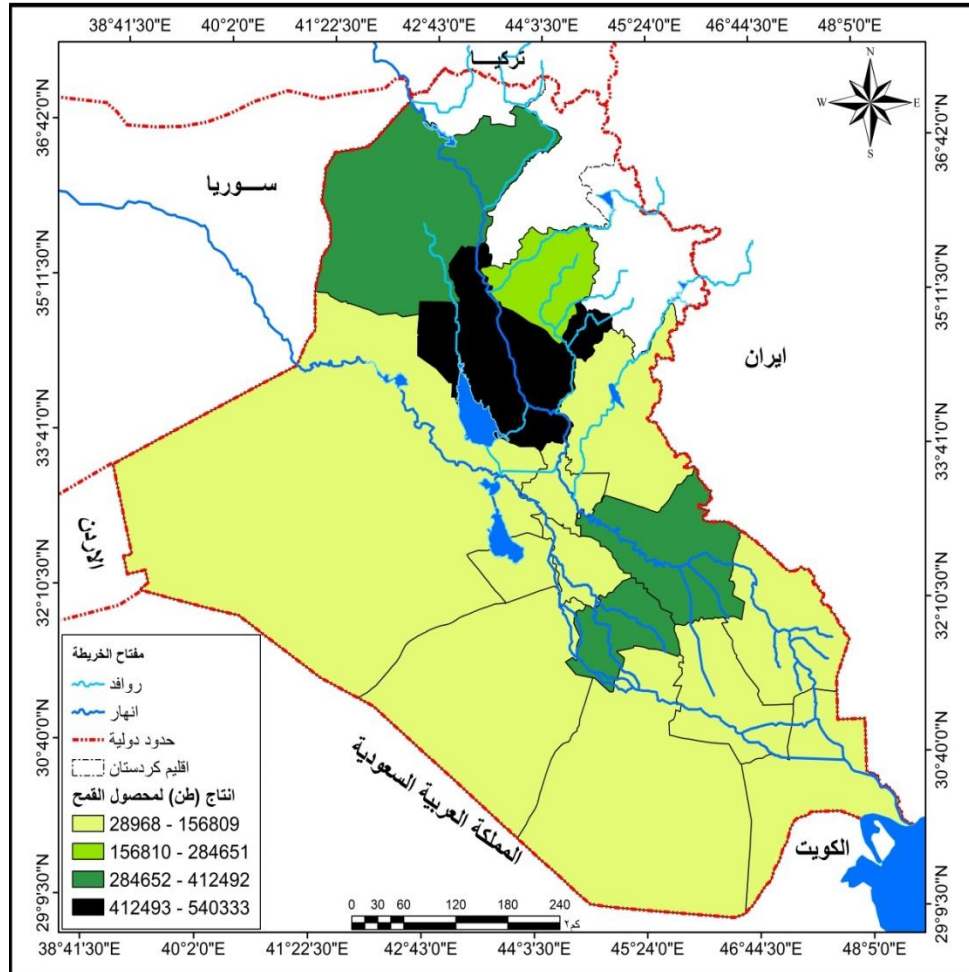 38°41'30"E 40°2'0"E 41°22'30"E 42°43'0"E 44°3'30"E 45°24'0"E 46°44'30"E 48°5'0"E
N
W E
S
تركيـــا
ســـوريا
ايران
الاردن
المملكة العربية السعودية
الكويت
36°42'0"N
35°11'30"N
33°41'0"N
32°10'30"N
30°40'0"N
29°9'30"N
36°42'0"N
35°11'30"N
33°41'0"N
32°10'30"N
30°40'0"N
29°9'30"N
مفتاح الخريطة
روافد
انهار
حدود دولية
اقليم كردستان
انتاج (طن) لمحصول القمح
28968 - 156809
156810 - 284651
284652 - 412492
412493 - 540333
0 30 60 120 180 240
كم٢
38°41'30"E 40°2'0"E 41°22'30"E 42°43'0"E 44°3'30"E 45°24'0"E 46°44'30"E 48°5'0"E